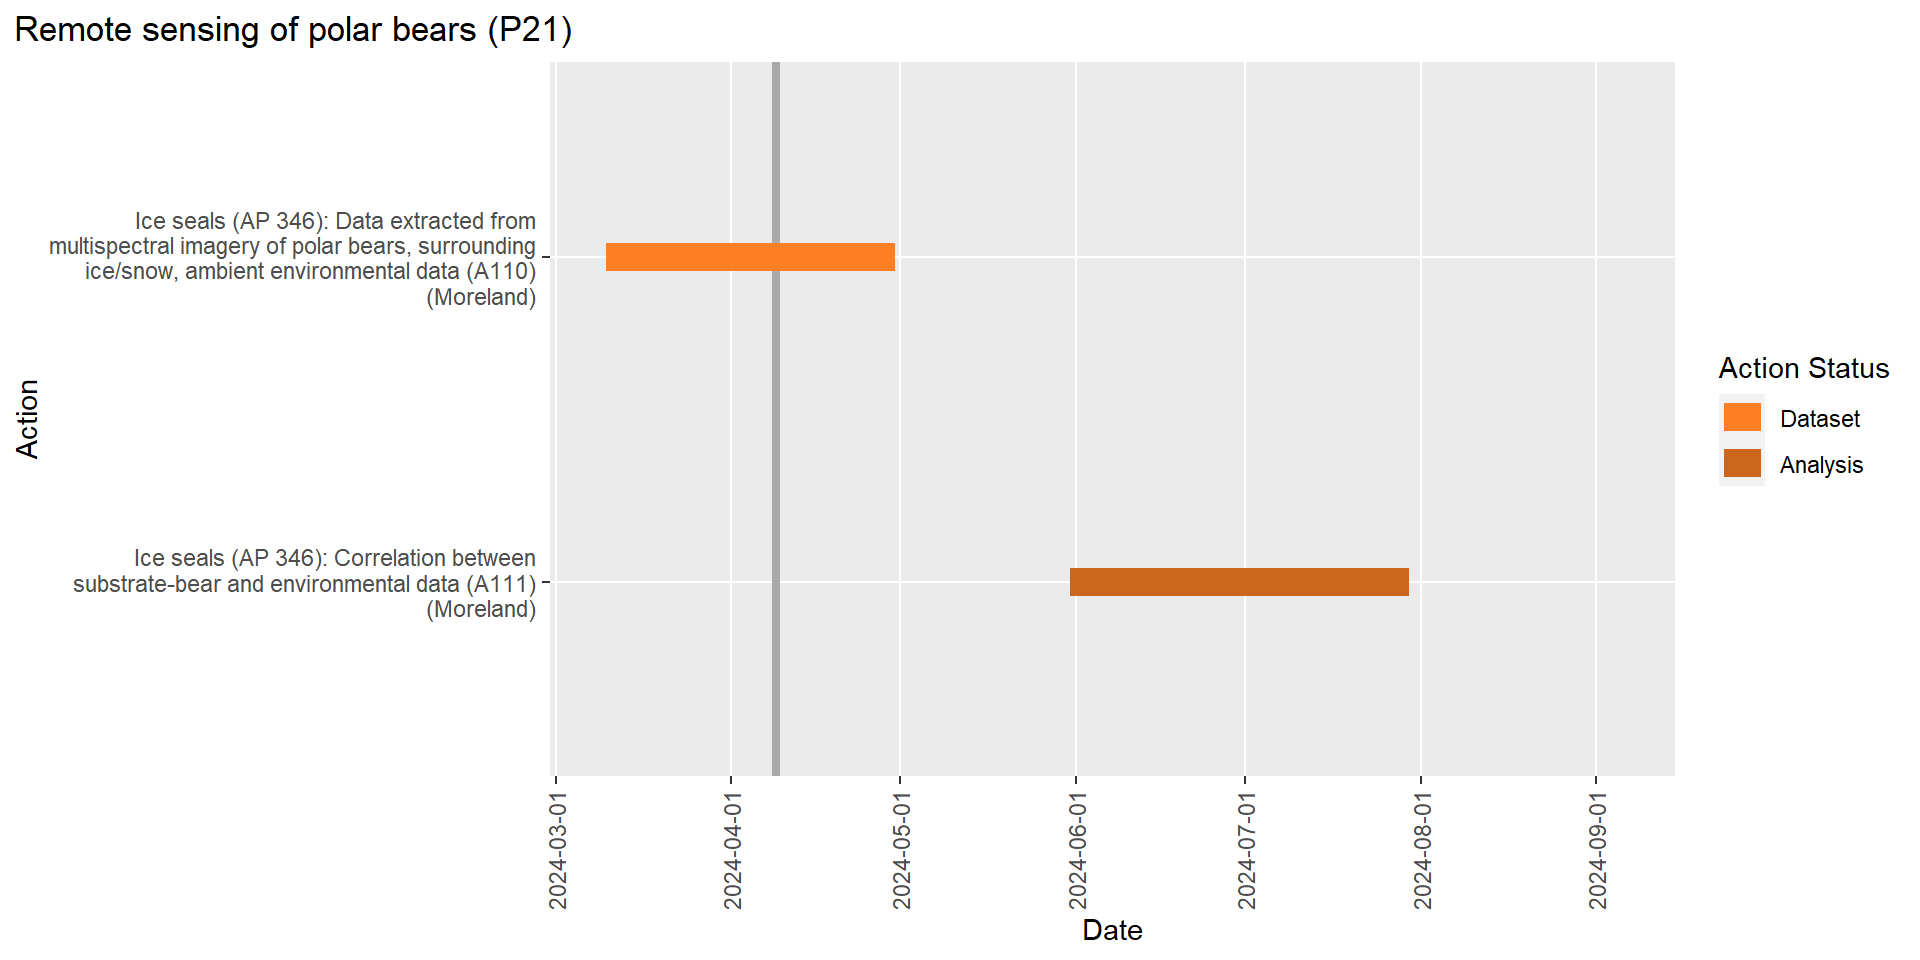 Remote sensing of polar bears (P21)
Ice seals (AP 346): Data extracted from
multispectral imagery of polar bears, surrounding
ice/snow, ambient environmental data (A110)
(Moreland)
Action
Ice seals (AP 346): Correlation between
substrate-bear and environmental data (A111)
(Moreland)
2024-03-01
2024-04-01
2024-05-01
2024-06-01
2024-07-01
2024-08-01
2024-09-01
Date
Action Status
Dataset
Analysis